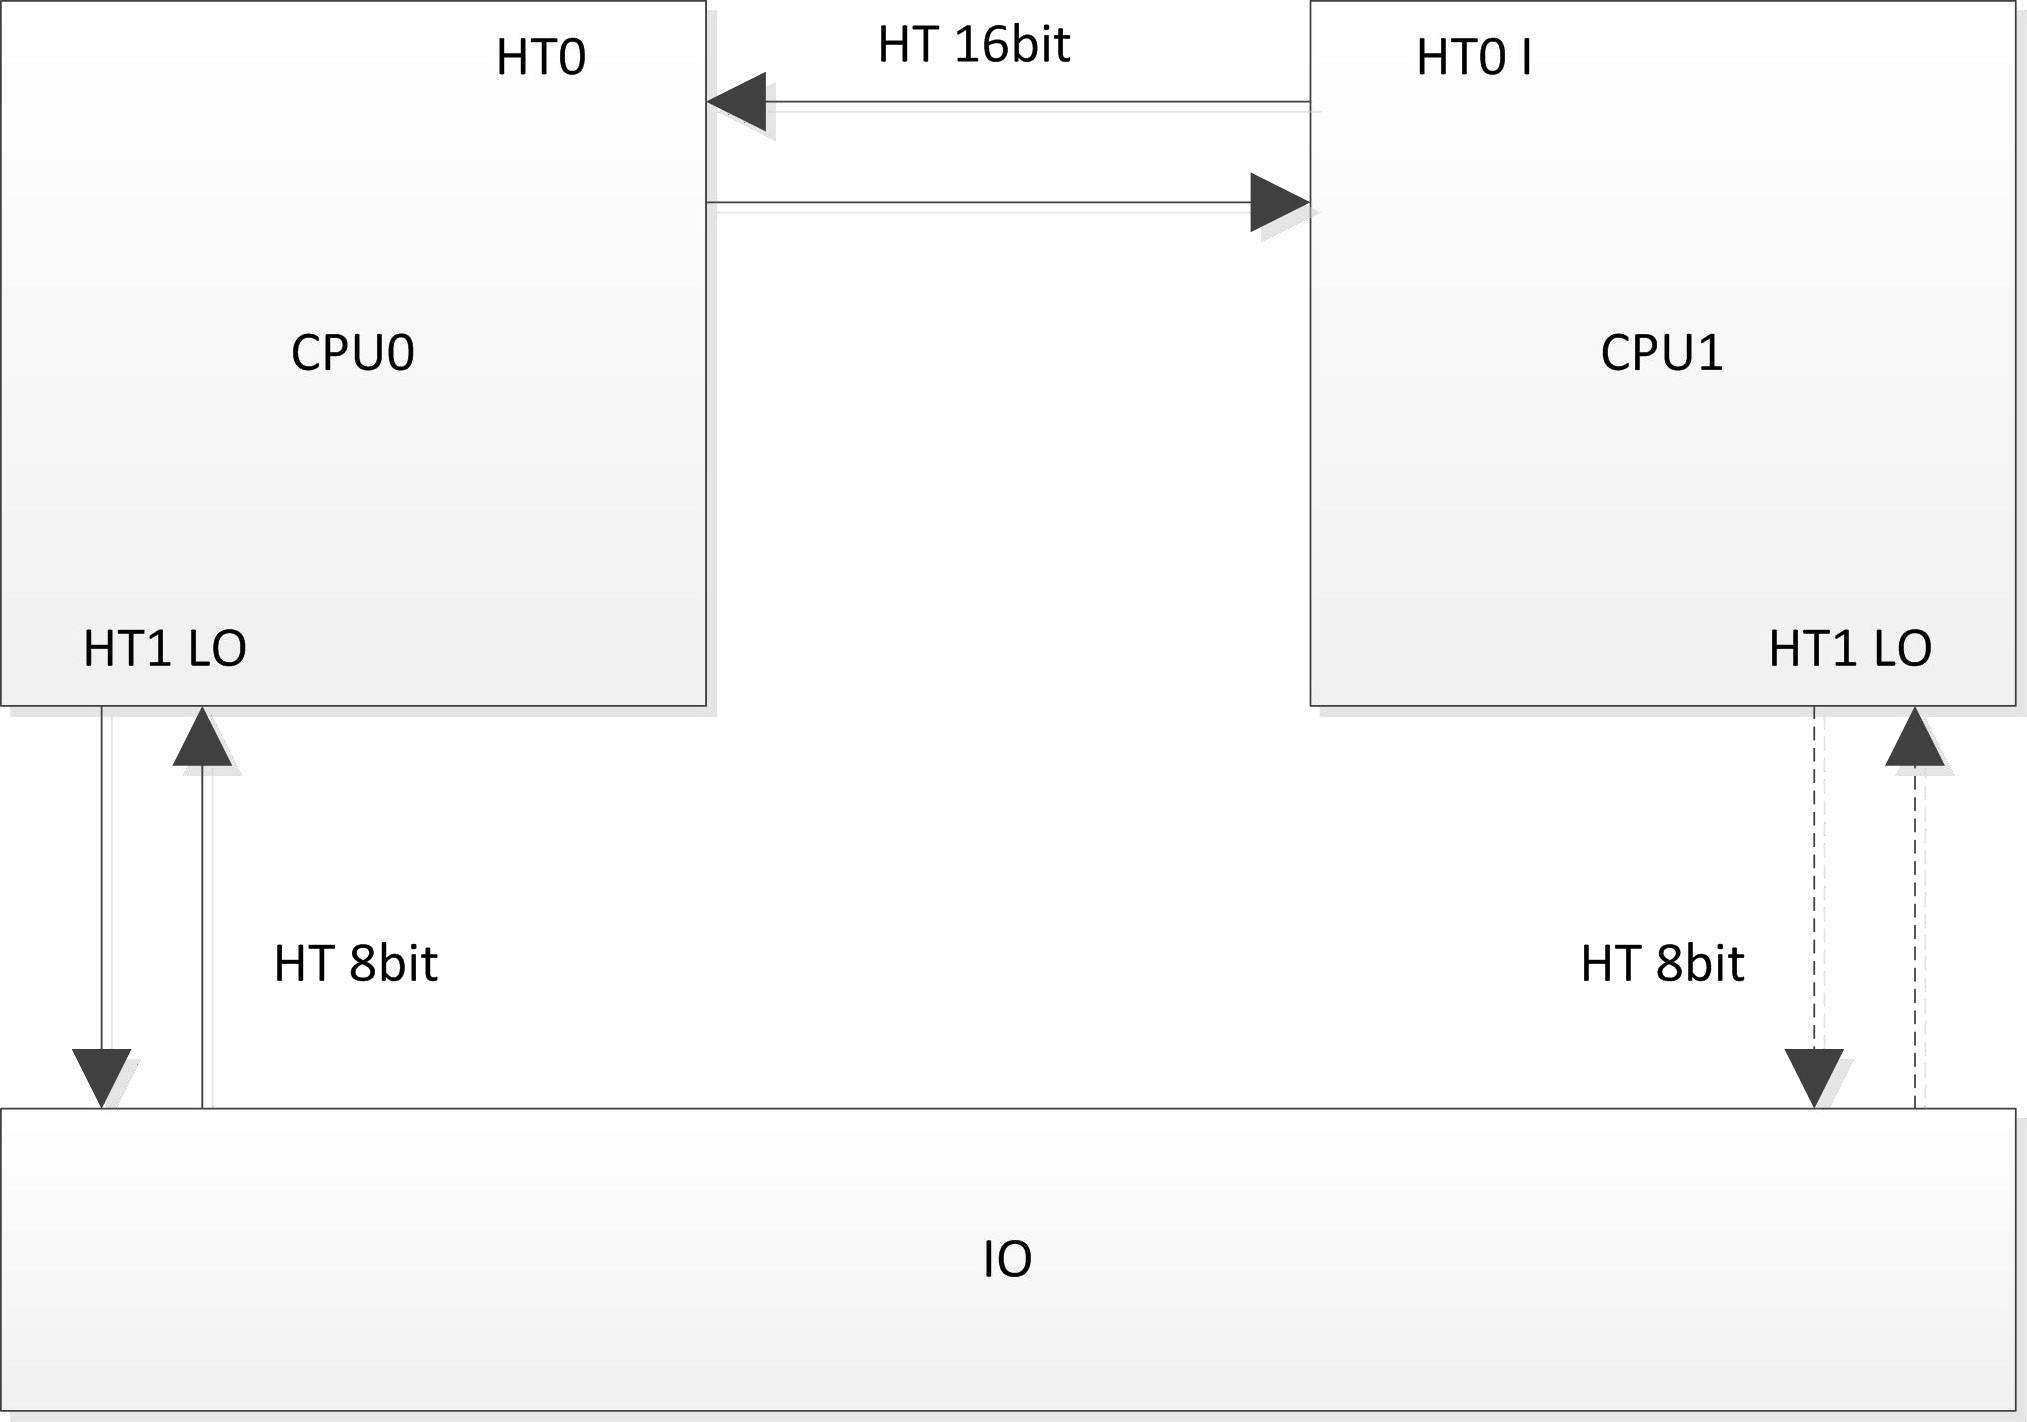 HT0
HT 16bit
HT0 I
CPU0
CPU1
HT1 LO
HT1 LO
HT 8bit
HT 8bit
IO